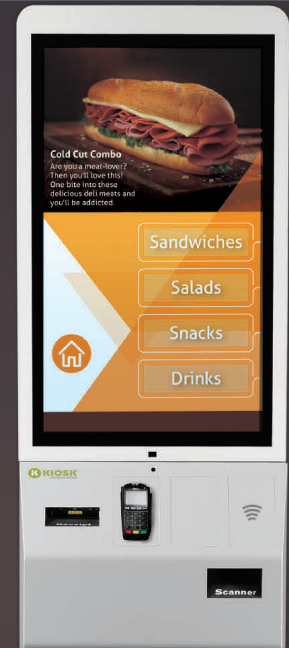 Cold Cut Combo
Are you a meat-lover?
Then you'll love this!
One bite into these
delicious deli meats and
you'll be addicted.
Sandwiches
Salads
Snacks
Drinks
KIOSK
Receipt
Scanner